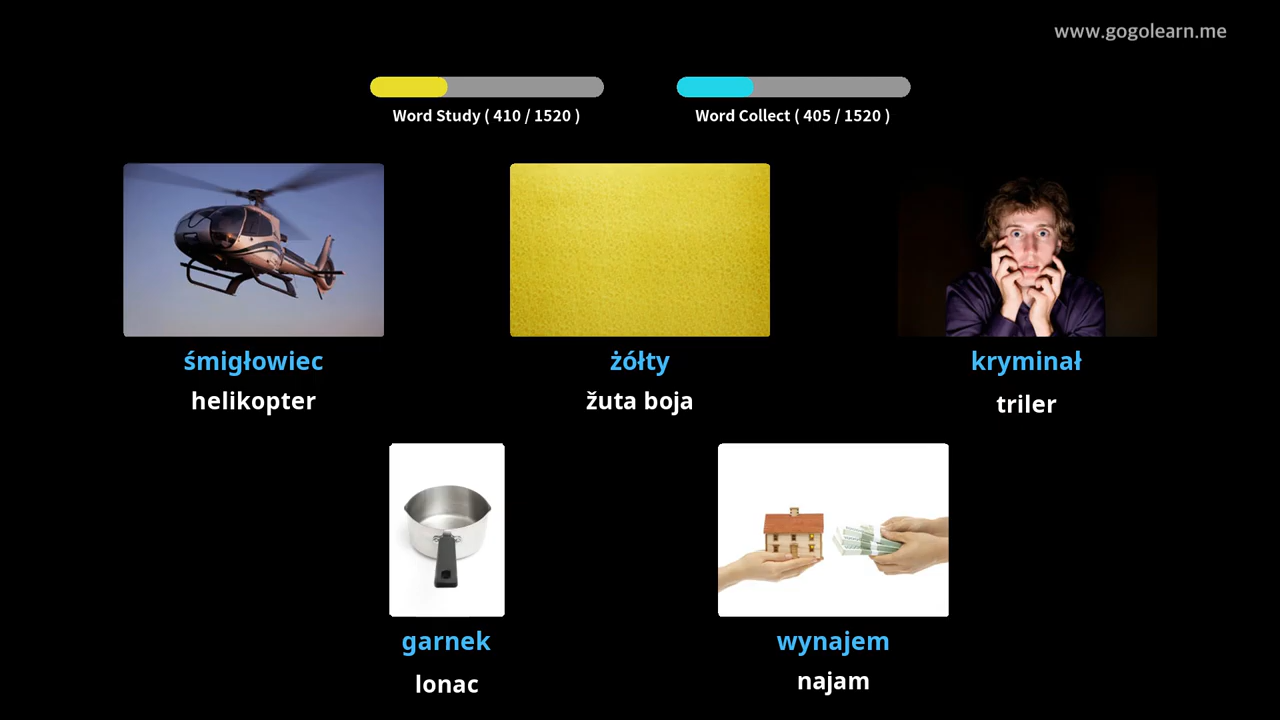 www.gogolearn.me
Word Study ( 410 / 1520 )
Word Collect ( 405 / 1520 )
śmigłowiec
helikopter
żółty
žuta boja
kryminał
triler
garnek
lonac
wynajem
najam